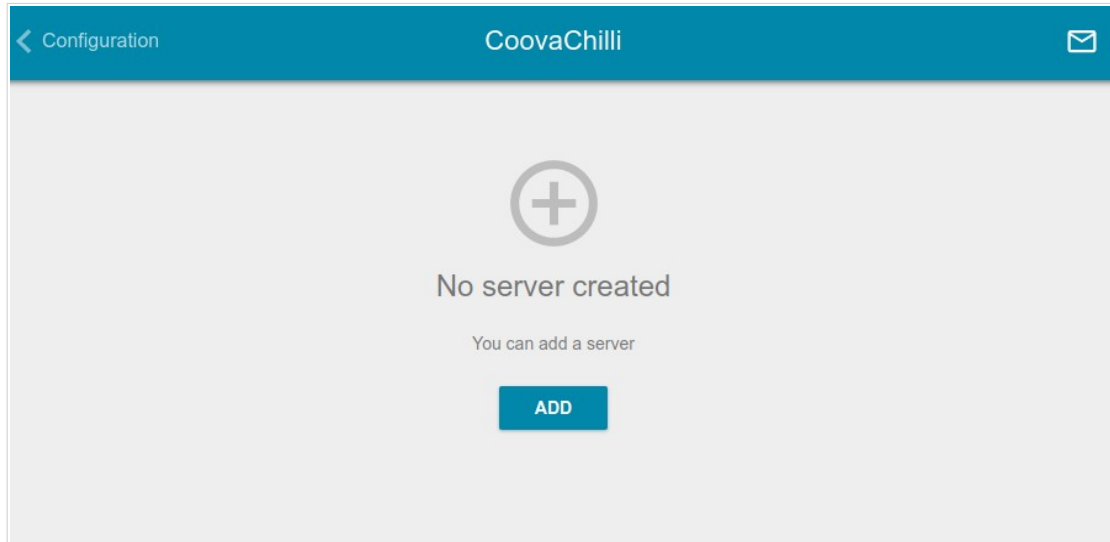 Configuration
CoovaChilli
No server created
You can add a server
ADD